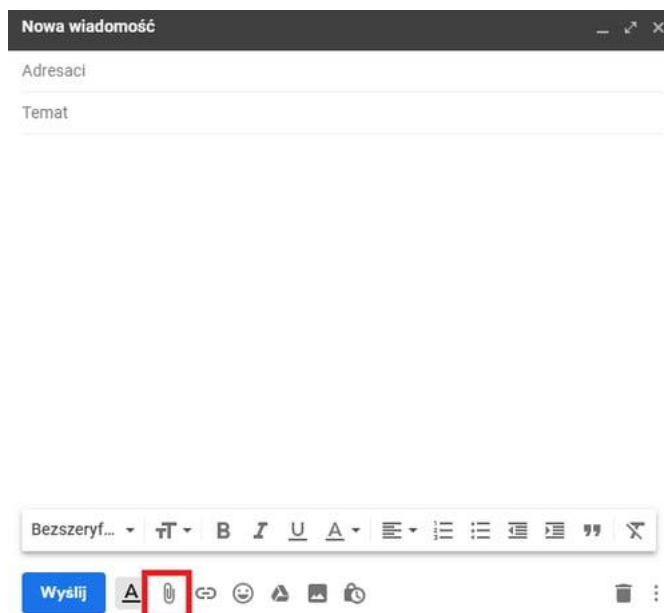 Nowa wiadomość
Adresaci
Temat
Bezszeryf... B I U A
Wyślij A